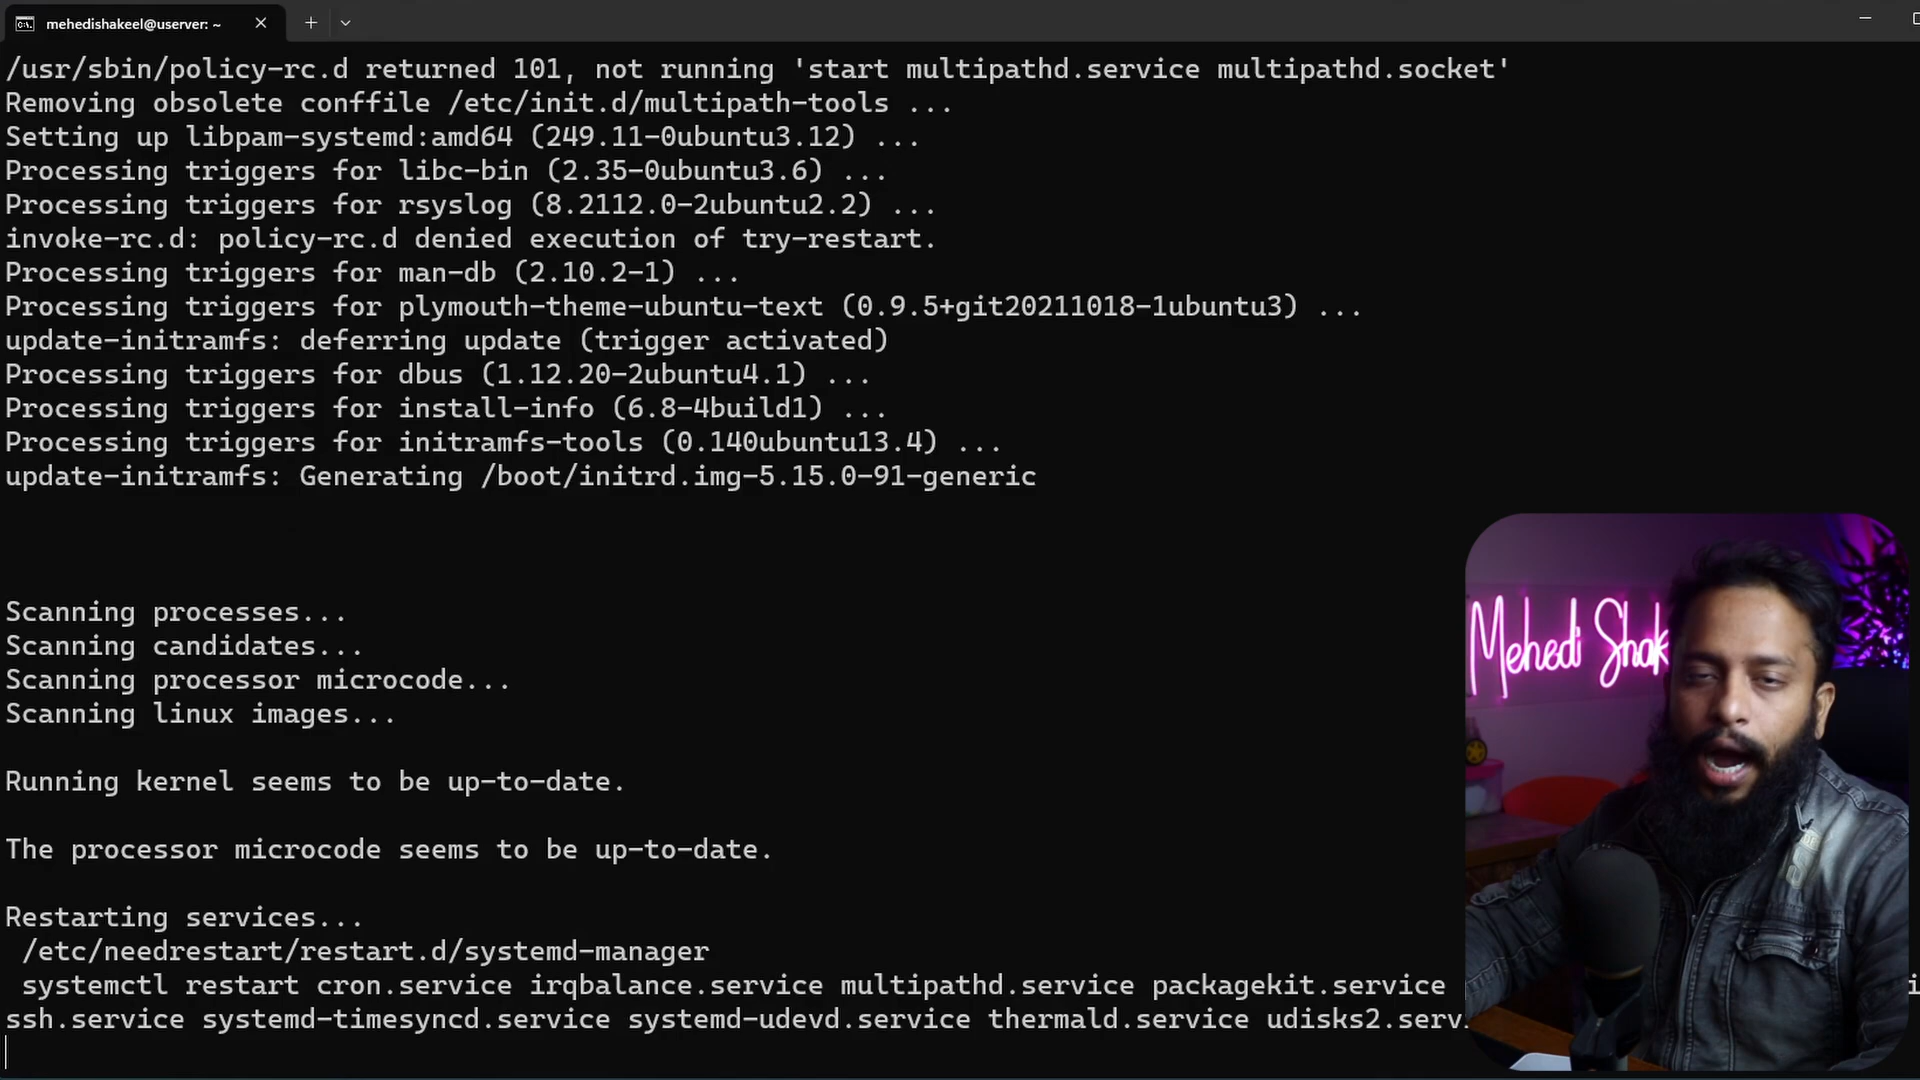 mehedishakeel@userver: ~
/usr/sbin/policy-rc.d returned 101, not running 'start multipathd.service multipathd.socket'
Removing obsolete conffile /etc/init.d/multipath-tools ...
Setting up libpam-systemd:amd64 (249.11-0ubuntu3.12) ...
Processing triggers for libc-bin (2.35-0ubuntu3.6) ...
Processing triggers for rsyslog (8.2112.0-2ubuntu2.2) ...
invoke-rc.d: policy-rc.d denied execution of try-restart.
Processing triggers for man-db (2.10.2-1) ...
Processing triggers for plymouth-theme-ubuntu-text (0.9.5+git20211018-1ubuntu3) ...
update-initramfs: deferring update (trigger activated)
Processing triggers for dbus (1.12.20-2ubuntu4.1) ...
Processing triggers for install-info (6.8-4build1) ...
Processing triggers for initramfs-tools (0.140ubuntu13.4) ...
update-initramfs: Generating /boot/initrd.img-5.15.0-91-generic
Scanning processes...
Scanning candidates...
Scanning processor microcode...
Scanning linux images...
Running kernel seems to be up-to-date.
The processor microcode seems to be up-to-date.
Restarting services...
/etc/needrestart/restart.d/systemd-manager
systemctl restart cron.service irqbalance.service multipathd.service packagekit.service
ssh.service systemd-timesyncd.service systemd-udevd.service thermald.service udisks2.serv
Mehedi Shak